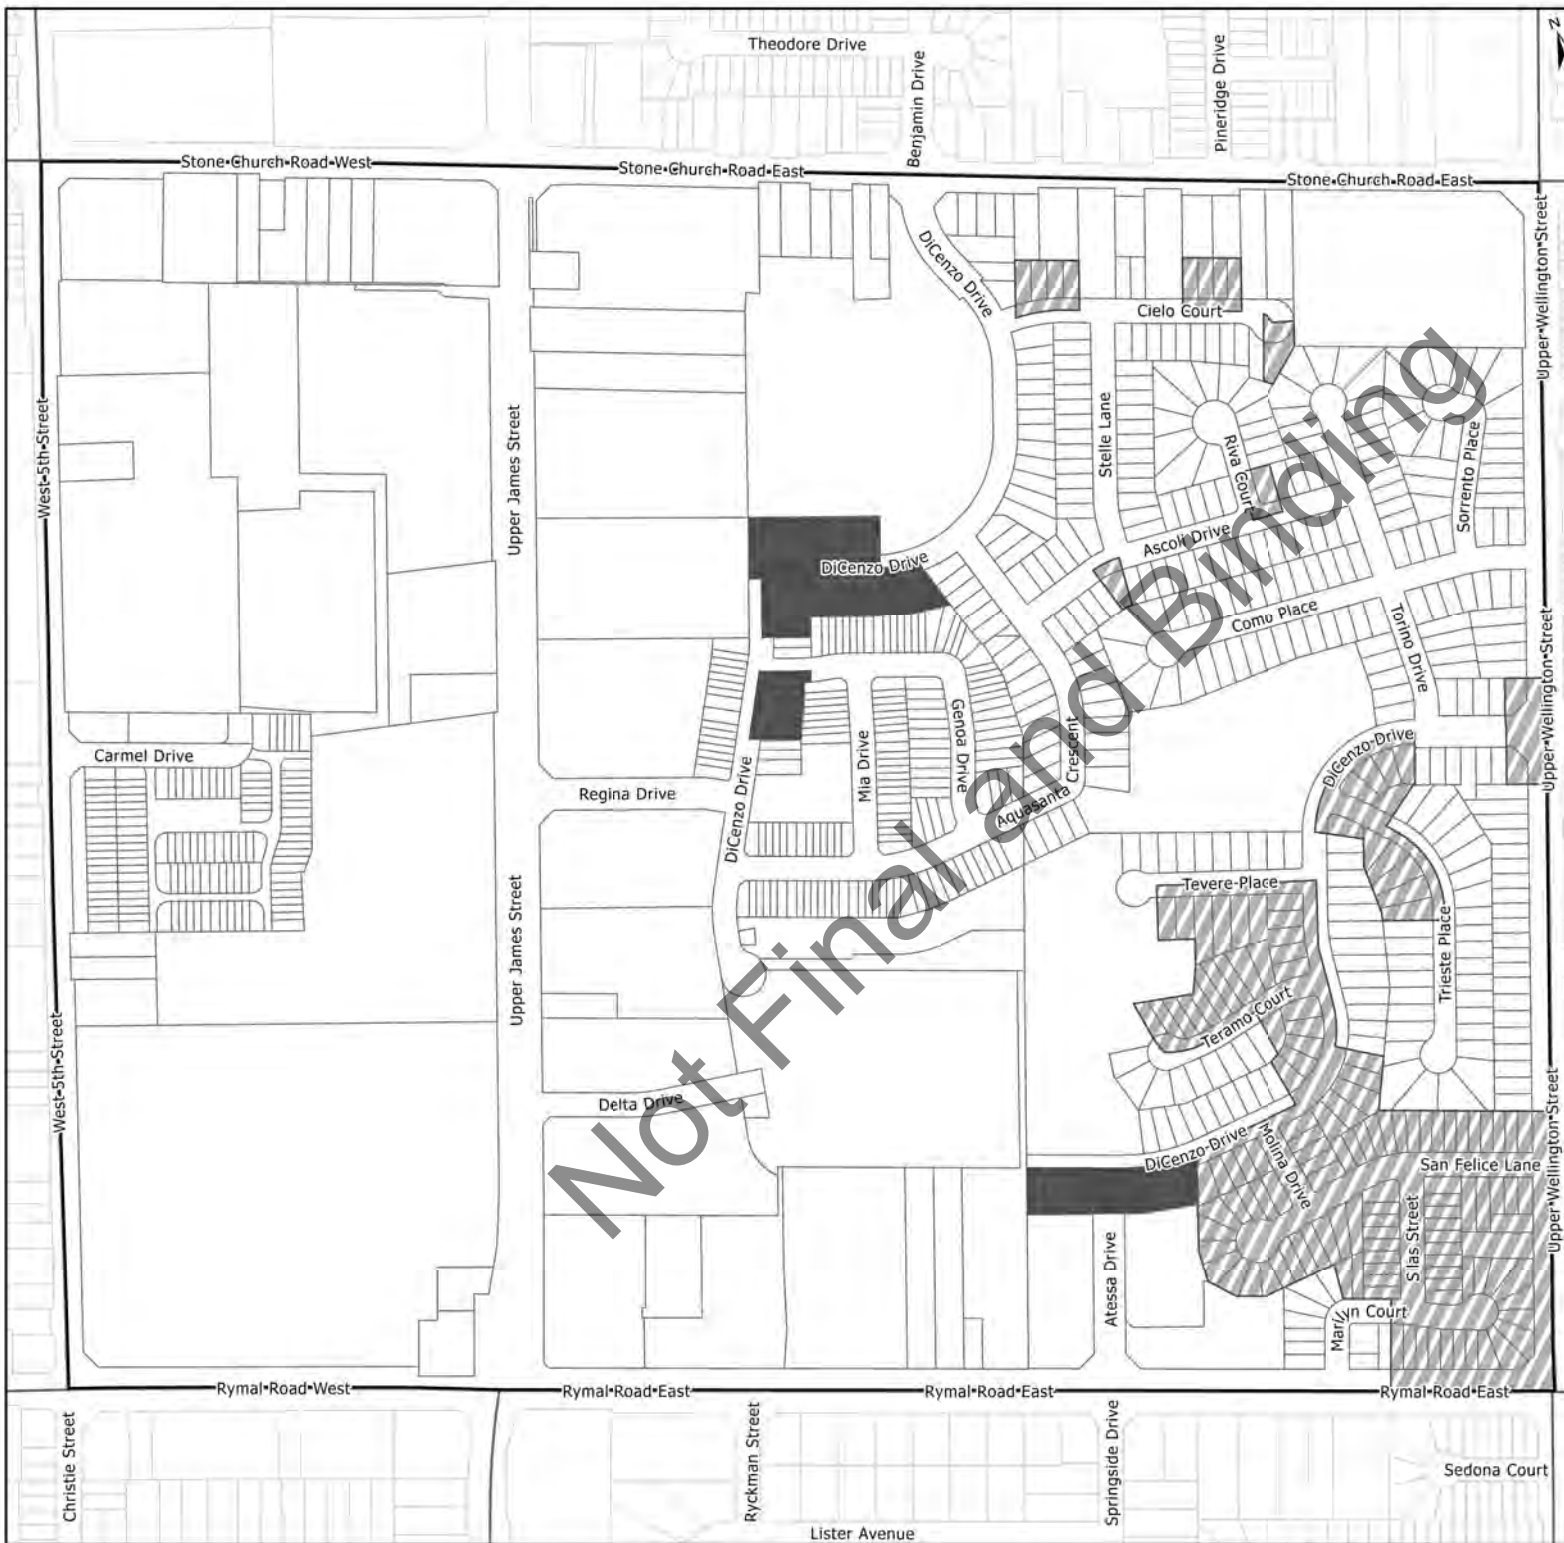 Theodore Drive
Benjamin Drive
Pineridge Drive
Stone Church Road West
Stone Church Road East
Stone Church Road East
Upper Wellington Street
DiCenzo Drive
Cielo Court
West 5th Street
Upper James Street
Stelle Lane
Riva Court
Sorrento Place
Ascoli Drive
DiCenzo Drive
Como Place
Torino Drive
Upper Wellington Street
Carmel Drive
Regina Drive
DiCenzo Drive
Mia Drive
Genoa Drive
Aquasanta Crescent
DiCenzo Drive
Tevere Place
Trieste Place
Upper James Street
West 5th Street
Teramo Court
Delta Drive
DiCenzo Drive
Molina Drive
San Felice Lane
Upper Wellington Street
S las Street
Atessa Drive
Marilyn Court
Rymal Road West
Rymal Road East
Rymal Road East
Rymal Road East
Christie Street
Ryckman Street
Springside Drive
Sedona Court
Lister Avenue
Not Final and Binding